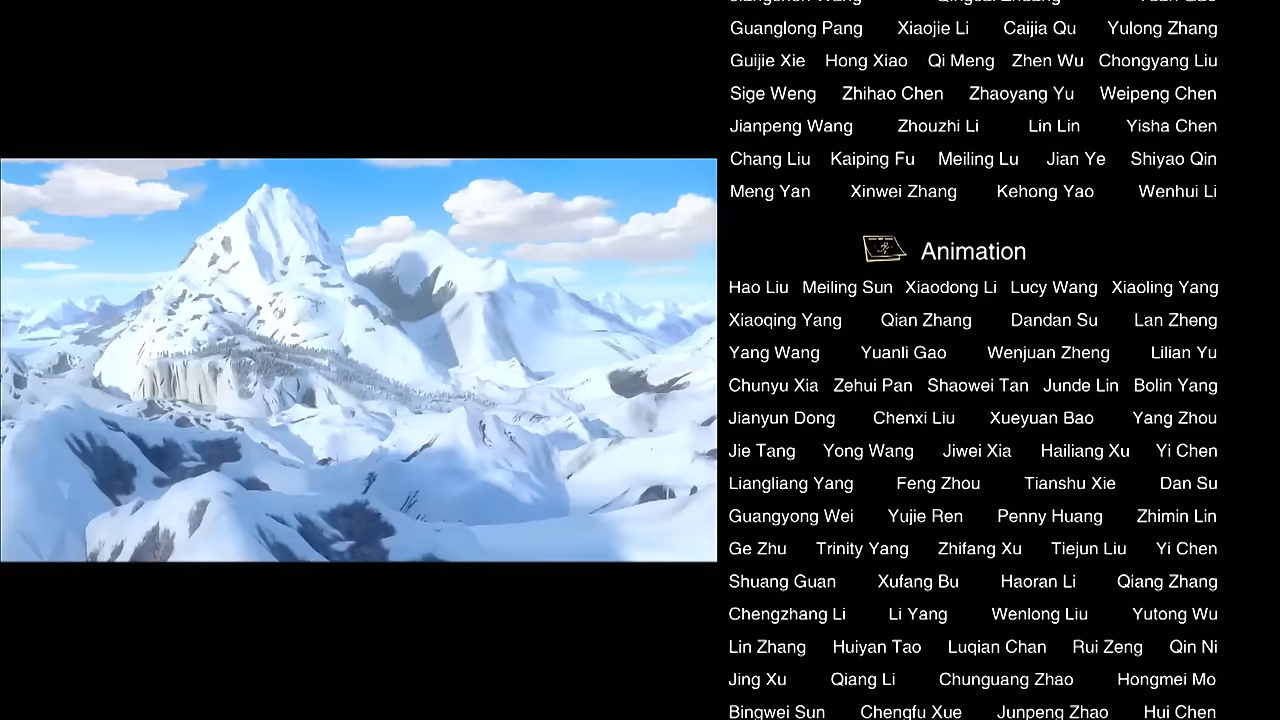 Guanglong Pang Xiaojie Li Caijia Qu Yulong Zhang
Guijie Xie Hong Xiao Qi Meng Zhen Wu Chongyang Liu
Sige Weng Zhihao Chen Zhaoyang Yu Weipeng Chen
Jianpeng Wang Zhouzhi Li Lin Lin Yisha Chen
Chang Liu Kaiping Fu Meiling Lu Jian Ye Shiyao Qin
Meng Yan Xinwei Zhang Kehong Yao Wenhui Li
Animation
Hao Liu Meiling Sun Xiaodong Li Lucy Wang Xiaoling Yang
Xiaoqing Yang Qian Zhang Dandan Su Lan Zheng
Yang Wang Yuanli Gao Wenjuan Zheng Lilian Yu
Chunyu Xia Zehui Pan Shaowei Tan Junde Lin Bolin Yang
Jianyun Dong Chenxi Liu Xueyuan Bao Yang Zhou
Jie Tang Yong Wang Jiwei Xia Hailiang Xu Yi Chen
Liangliang Yang Feng Zhou Tianshu Xie Dan Su
Guangyong Wei Yujie Ren Penny Huang Zhimin Lin
Ge Zhu Trinity Yang Zhifang Xu Tiejun Liu Yi Chen
Shuang Guan Xufang Bu Haoran Li Qiang Zhang
Chengzhang Li Li Yang Wenlong Liu Yutong Wu
Lin Zhang Huiyan Tao Luqian Chan Rui Zeng Qin Ni
Jing Xu Qiang Li Chunguang Zhao Hongmei Mo
Bingwei Sun Chengfu Xue Junpeng Zhao Hui Chen